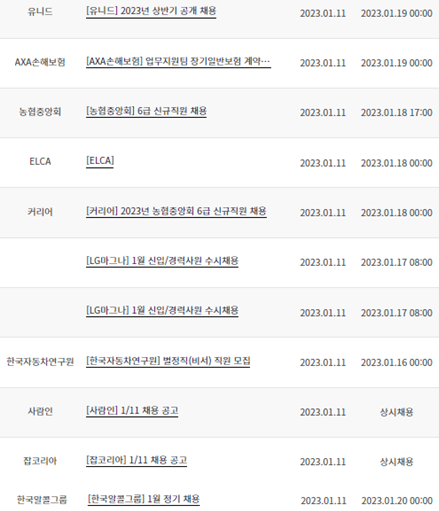 유니드 [유니드] 2023년 상반기 공개 채용 2023.01.11 2023.01.19 00:00
AXA손해보험 [AXA손해보험] 업무지원팀 장기일반보험 계약… 2023.01.11 2023.01.19 00:00
농협중앙회 [농협중앙회] 6급 신규직원 채용 2023.01.11 2023.01.18 17:00
ELCA [ELCA] 2023.01.11 2023.01.18 00:00
커리어 [커리어] 2023년 농협중앙회 6급 신규직원 채용 2023.01.11 2023.01.18 00:00
[LG마그나] 1월 신입/경력사원 수시채용 2023.01.11 2023.01.17 08:00
[LG마그나] 1월 신입/경력사원 수시채용 2023.01.11 2023.01.17 08:00
한국자동차연구원 [한국자동차연구원] 별정직(비서) 직원 모집 2023.01.11 2023.01.16 00:00
사람인 [사람인] 1/11 채용 공고 2023.01.11 상시채용
잡코리아 [잡코리아] 1/11 채용 공고 2023.01.11 상시채용
한국알콜그룹 [한국알콜그룹] 1월 정기 채용 2023.01.11 2023.01.20 00:00